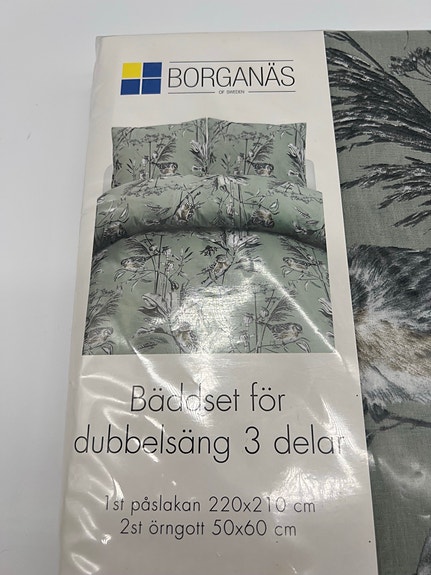 BORGANÄS
OF SWEDEN
Bäddset för
dubbelsäng 3 delar
1st påslakan 220x210 cm
2st örngott 50x60 cm